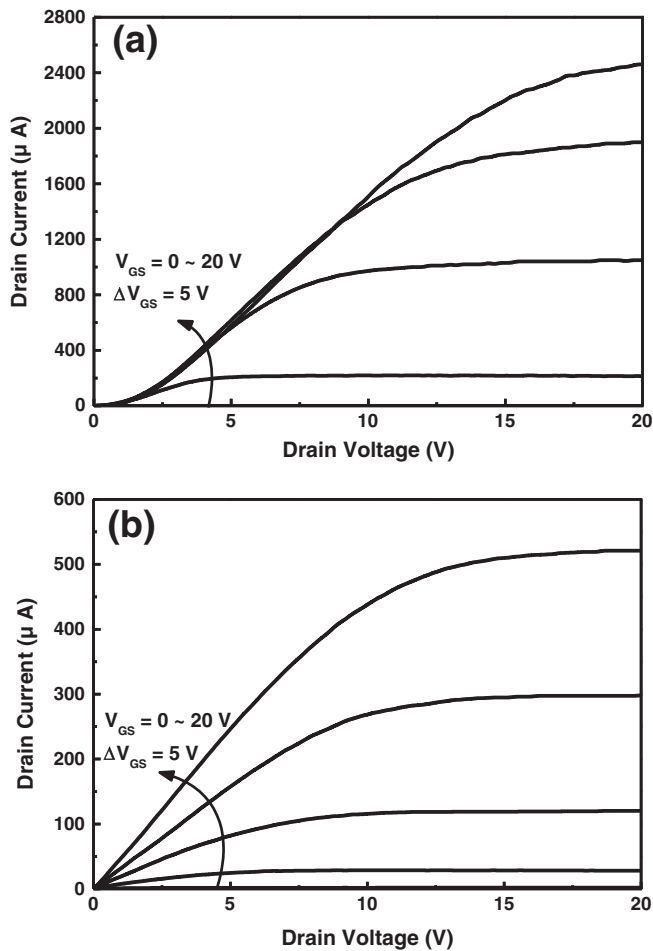 (a)
2800
2400
2000
1600
1200
800
400
0
Drain Current (μ A)
V_GS = 0 ~ 20 V
ΔV_GS = 5 V
0 5 10 15 20
Drain Voltage (V)
(b)
600
500
400
300
200
100
0
Drain Current (μ A)
V_GS = 0 ~ 20 V
ΔV_GS = 5 V
0 5 10 15 20
Drain Voltage (V)